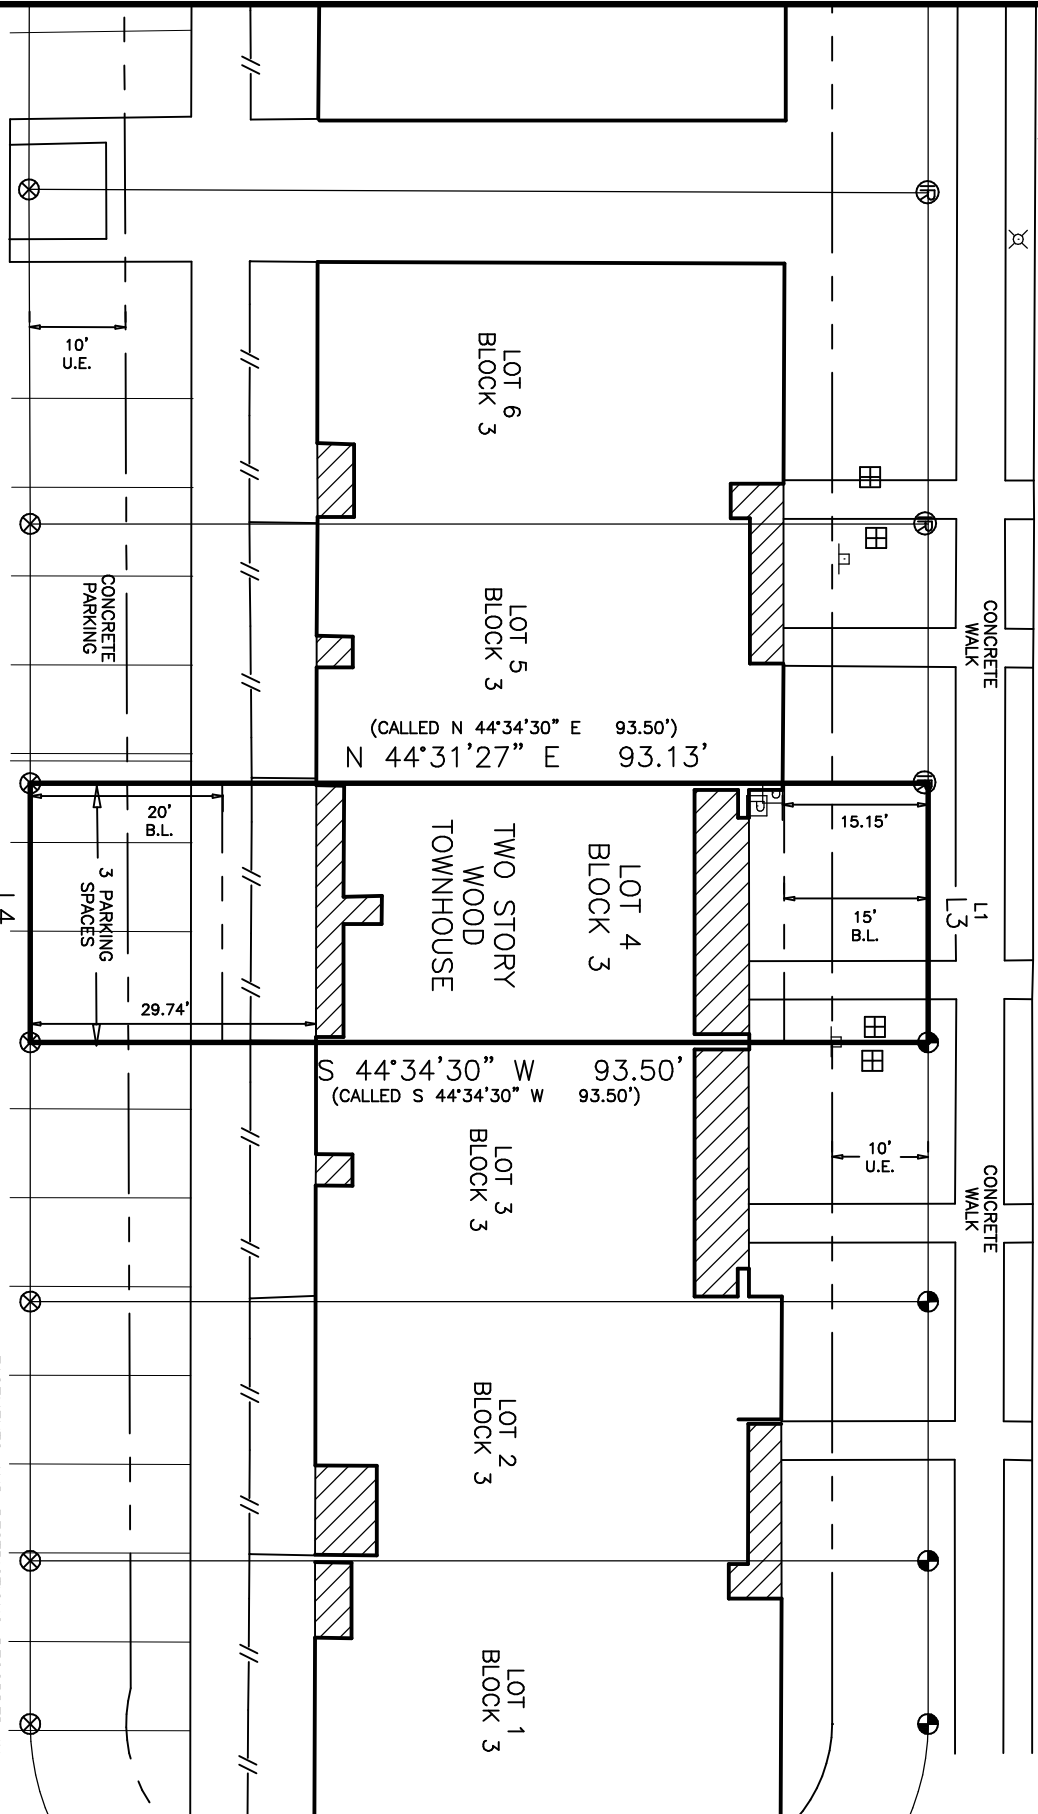 10'
U.E.
LOT 6
BLOCK 3
CONCRETE
PARKING
LOT 5
BLOCK 3
CONCRETE
WALK
(CALLED N 44°34'30" E 93.50')
N 44°31'27" E 93.13'
20'
B.L.
15.15'
3 PARKING
SPACES
TWO STORY
WOOD
TOWNHOUSE
LOT 4
BLOCK 3
15'
B.L.
L1
L3
L4
29.74'
S 44°34'30" W 93.50'
(CALLED S 44°34'30" W 93.50')
LOT 3
BLOCK 3
10'
U.E.
CONCRETE
WALK
LOT 2
BLOCK 3
LOT 1
BLOCK 3